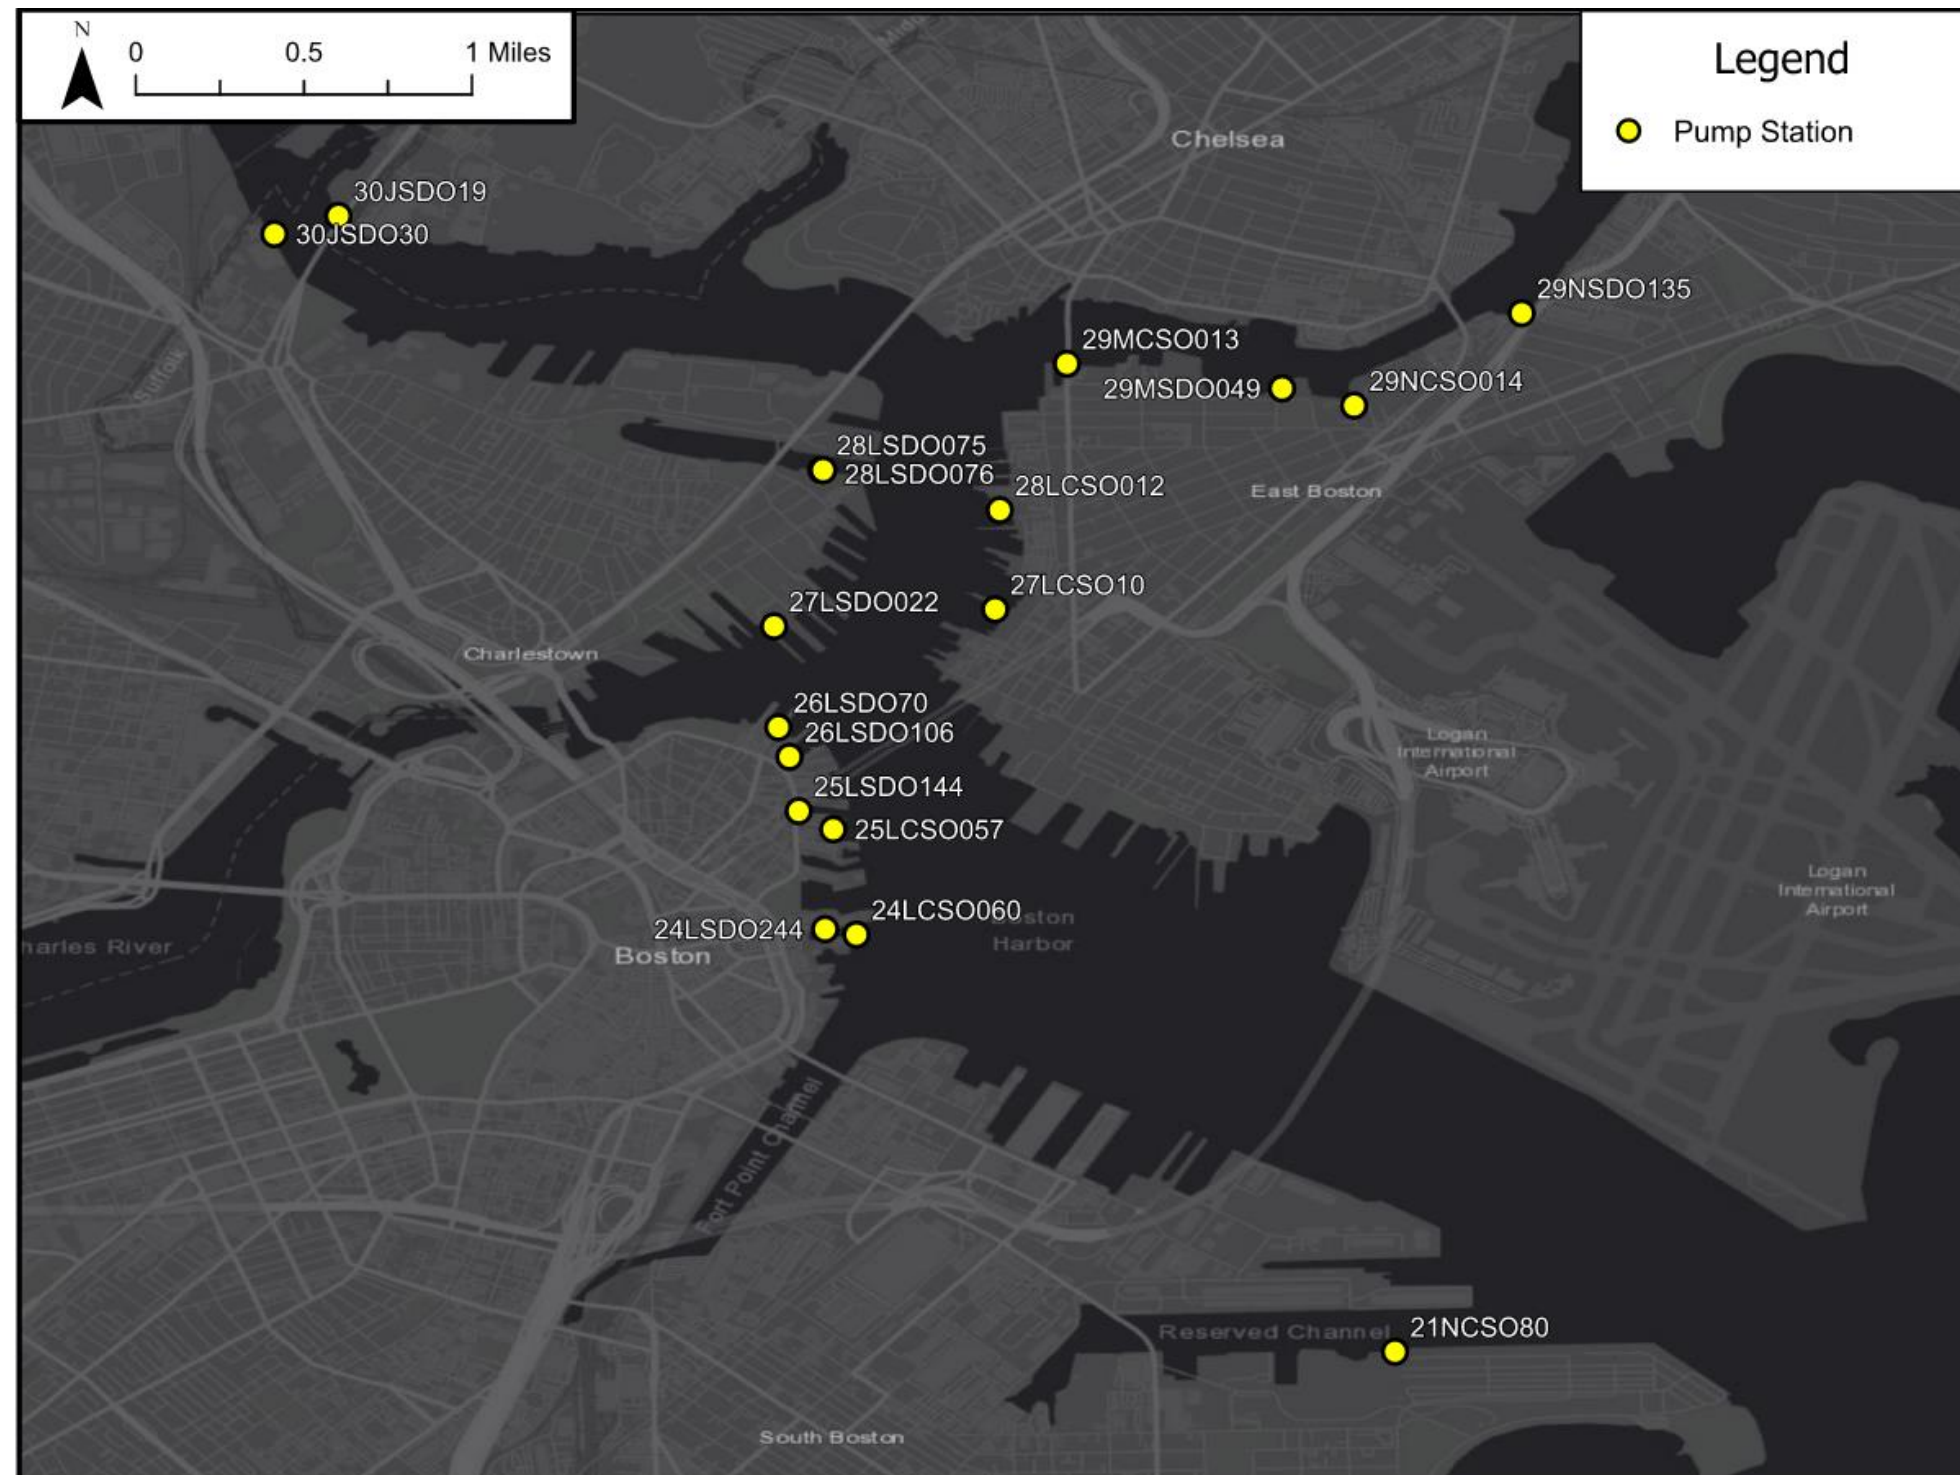 N
0 0.5 1 Miles
Legend
Pump Station
Chelsea
30JSDO19
30JSDO30
29NSDO135
29MCSO013
29MSDO049
29NCSO014
Suffolk
28LSDO075
28LSDO076
28LCSO012
East Boston
27LCSO10
27LSDO022
Charlestown
26LSDO70
26LSDO106
Logan
International
Airport
25LSDO144
25LCSO057
Logan
International
Airport
24LCSO060
24LSDO244
Boston
Harbor
harles River
Boston
Fort Point Channel
21NCSO80
Reserved Channel
South Boston